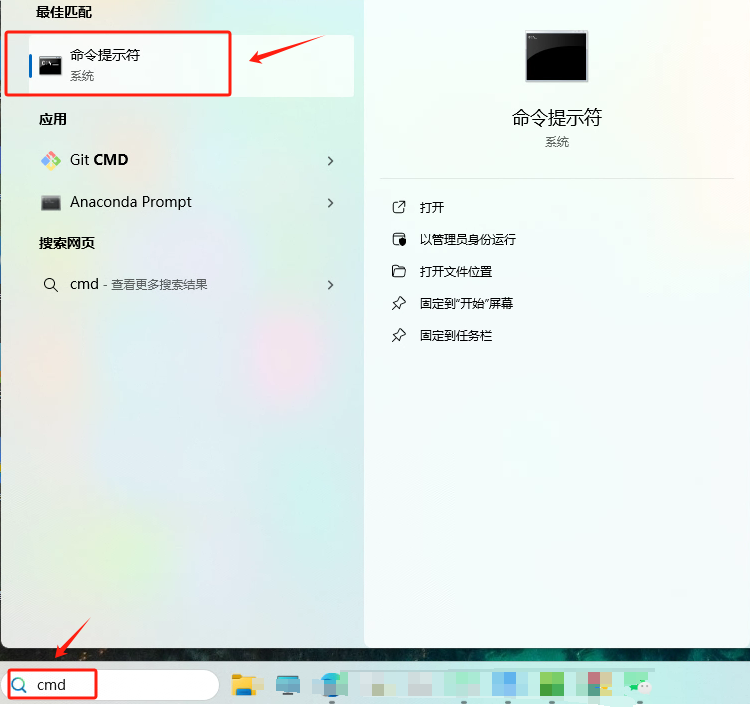 最佳匹配
命令提示符
系统
应用
Git CMD
Anaconda Prompt
搜索网页
cmd - 查看更多搜索结果
命令提示符
系统
打开
以管理员身份运行
打开文件位置
固定到"开始"屏幕
固定到任务栏
cmd